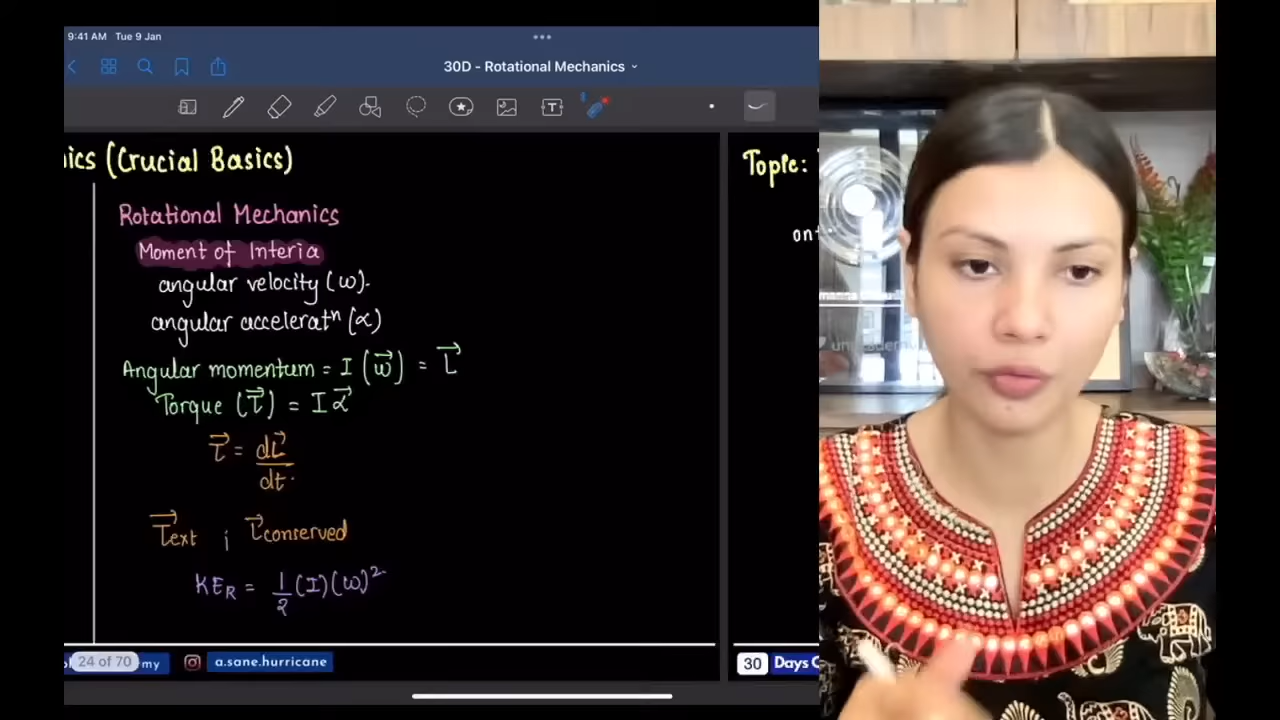 9:41 AM Tue 9 Jan
30D - Rotational Mechanics
T
ics (Crucial Basics)
Topic:
Rotational Mechanics
Moment of Interia
angular velocity (ω).
angular acceleratⁿ (α)
Angular momentum = I (ω⃗) = L⃗
Torque (τ⃗) = I α⃗
τ⃗ = dL⃗/dt
τ⃗ext ; τ⃗conserved
KE_R = 1/2 (I)(ω)²
24 of 70 my
a.sane.hurricane
30 Days